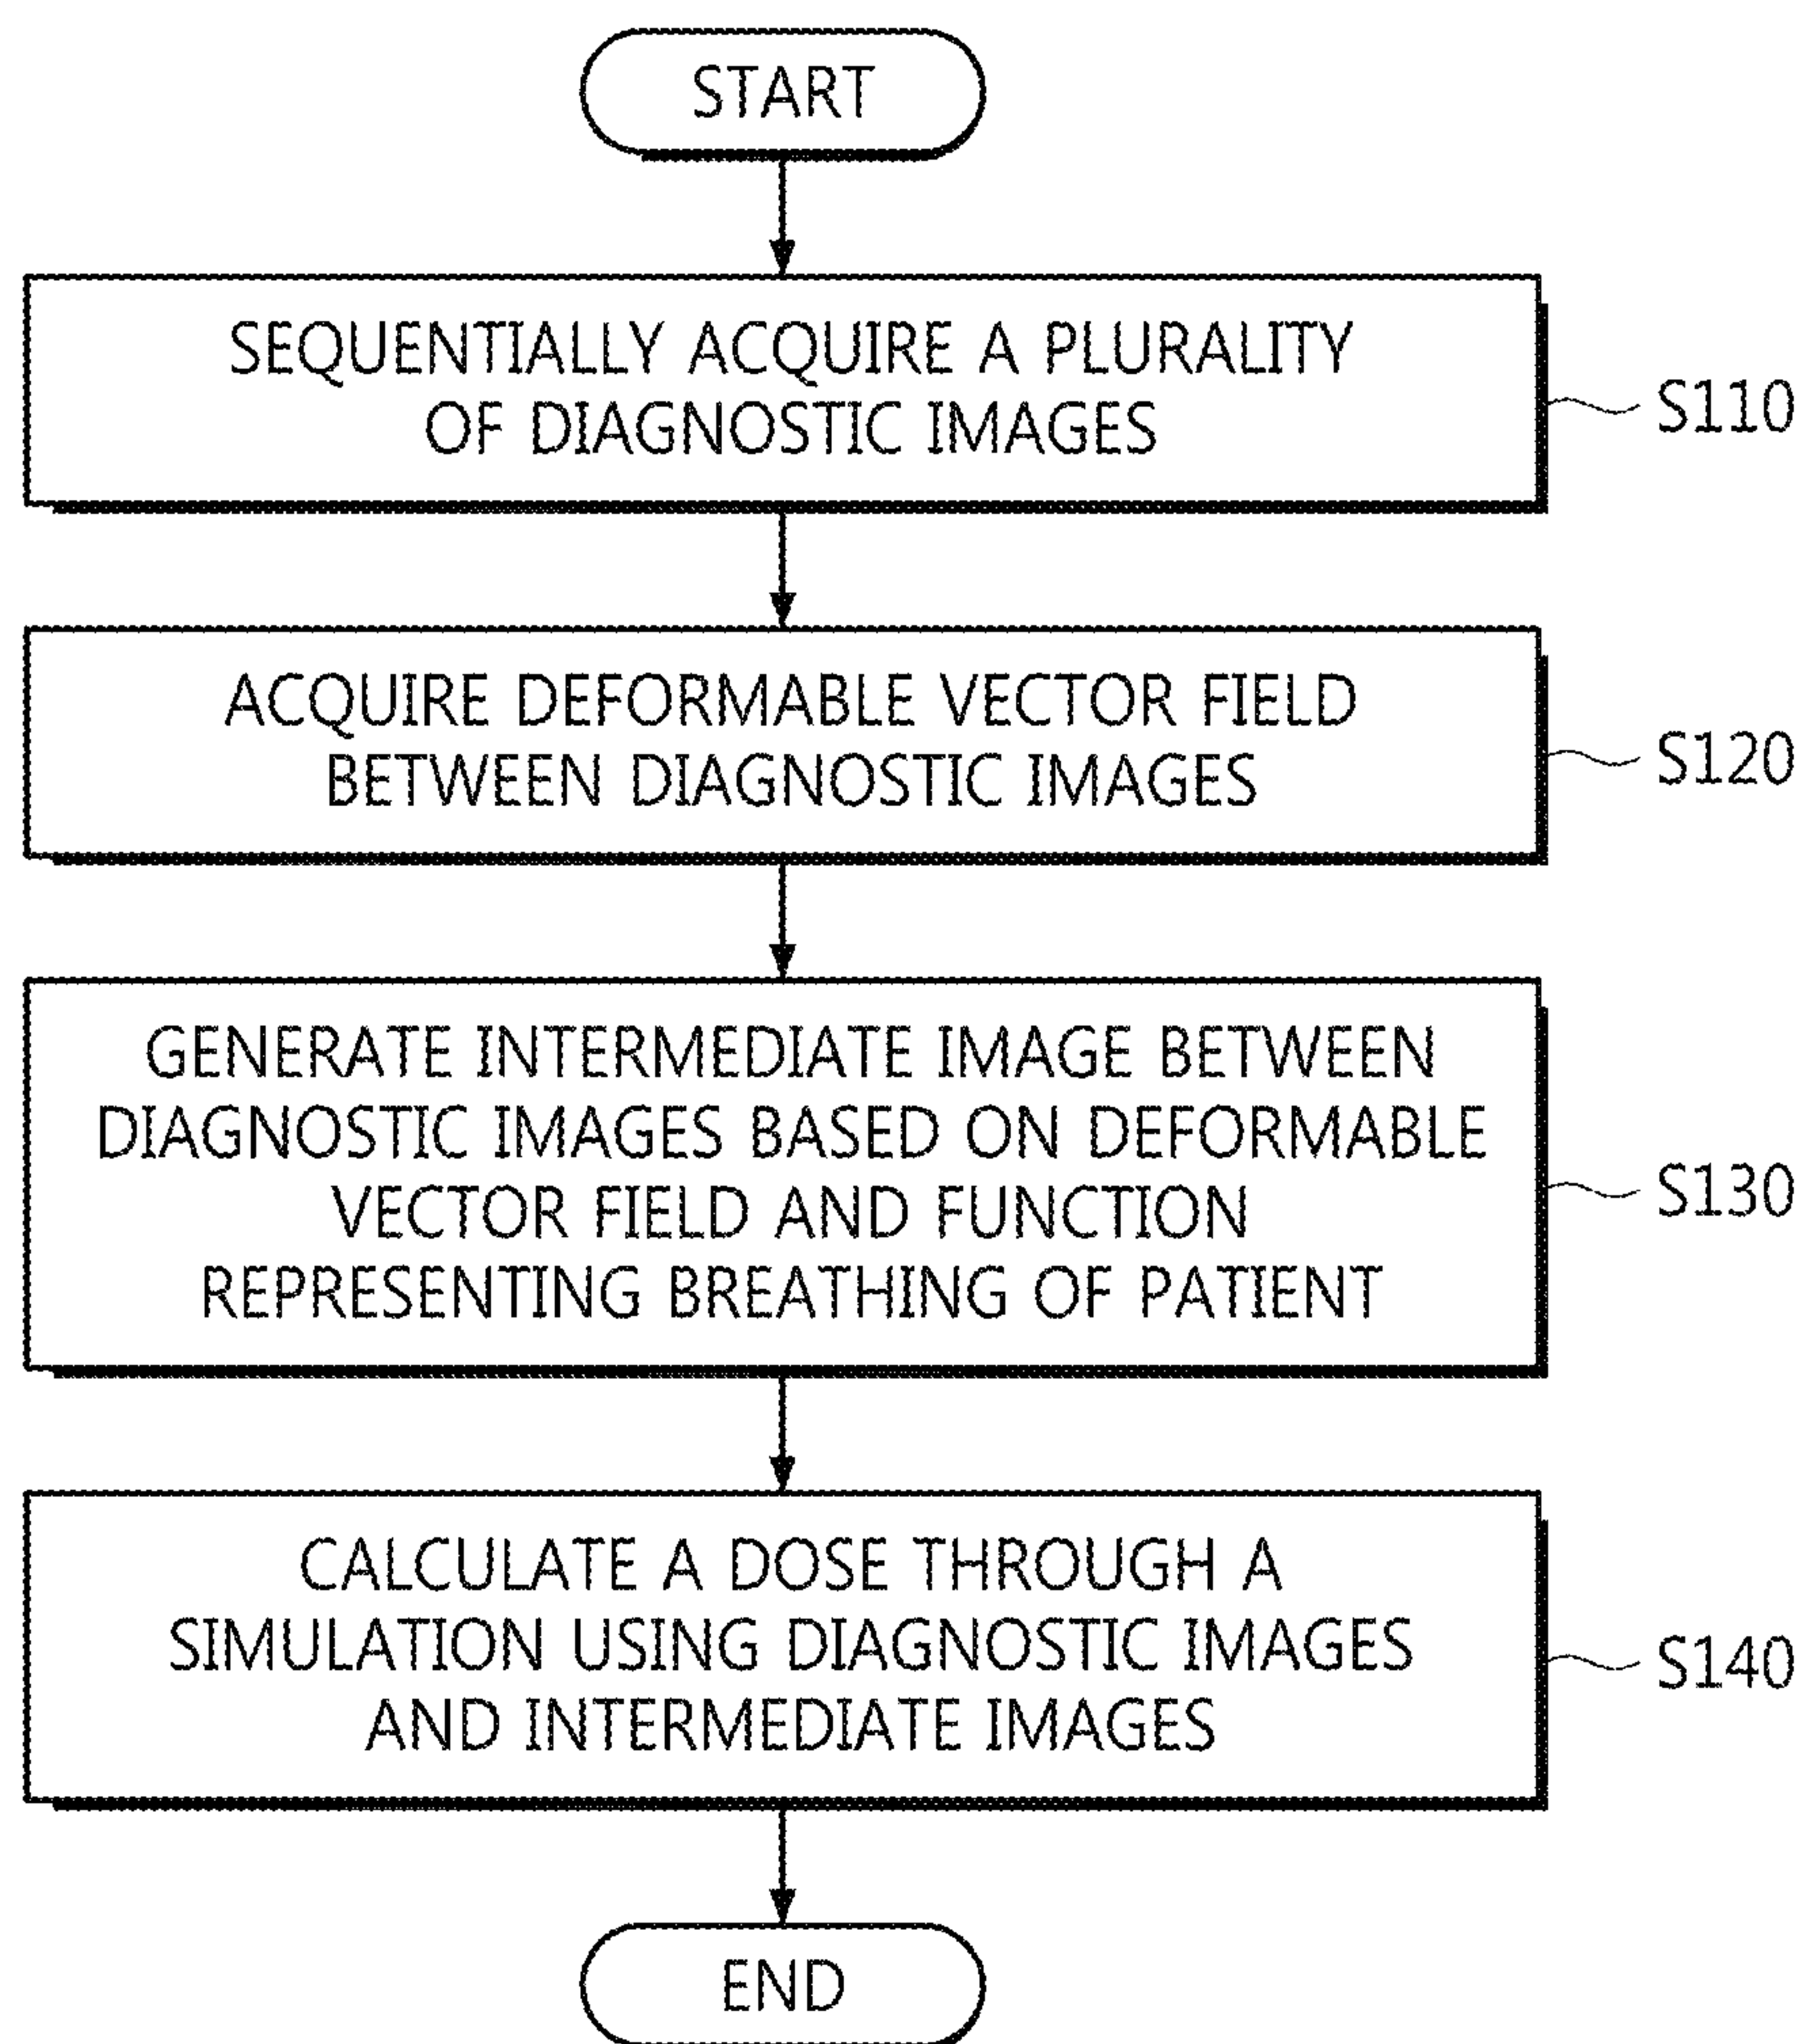 START
SEQUENTIALLY ACQUIRE A PLURALITY
OF DIAGNOSTIC IMAGES
S110
ACQUIRE DEFORMABLE VECTOR FIELD
BETWEEN DIAGNOSTIC IMAGES
S120
GENERATE INTERMEDIATE IMAGE BETWEEN
DIAGNOSTIC IMAGES BASED ON DEFORMABLE
VECTOR FIELD AND FUNCTION
REPRESENTING BREATHING OF PATIENT
S130
CALCULATE A DOSE THROUGH A
SIMULATION USING DIAGNOSTIC IMAGES
AND INTERMEDIATE IMAGES
S140
END